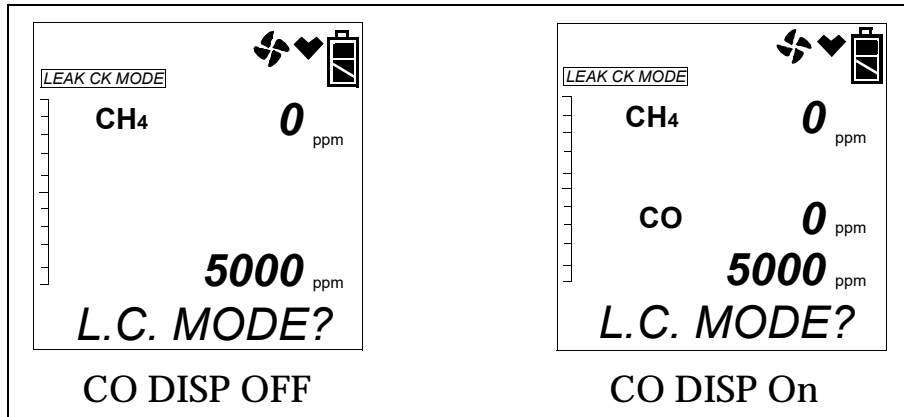 LEAK CK MODE
CH4 0 ppm
5000 ppm
L.C. MODE?
CO DISP OFF
LEAK CK MODE
CH4 0 ppm
CO 0 ppm
5000 ppm
L.C. MODE?
CO DISP On